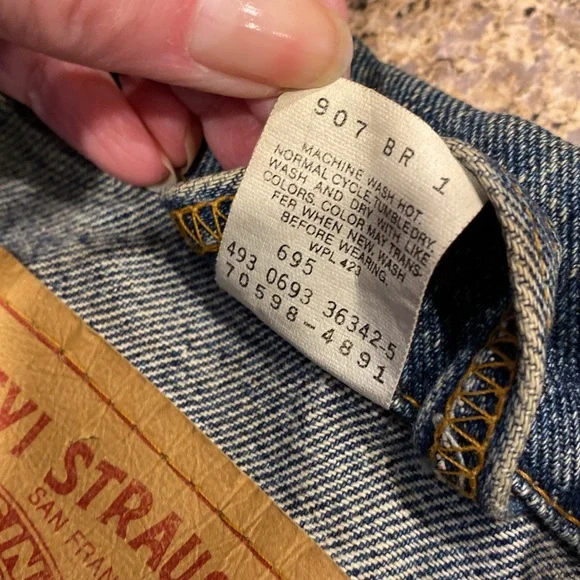 907 BR 1
MACHINE WASH HOT.
NORMAL CYCLE, TUMBLE DRY.
WASH AND DRY WITH LIKE
COLORS. COLOR MAY TRANS-
FER WHEN NEW, WASH
BEFORE WEARING.
WPL 423
695
493 0693 36342-5
70598-4891
VI STRAUS
SAN FRAN